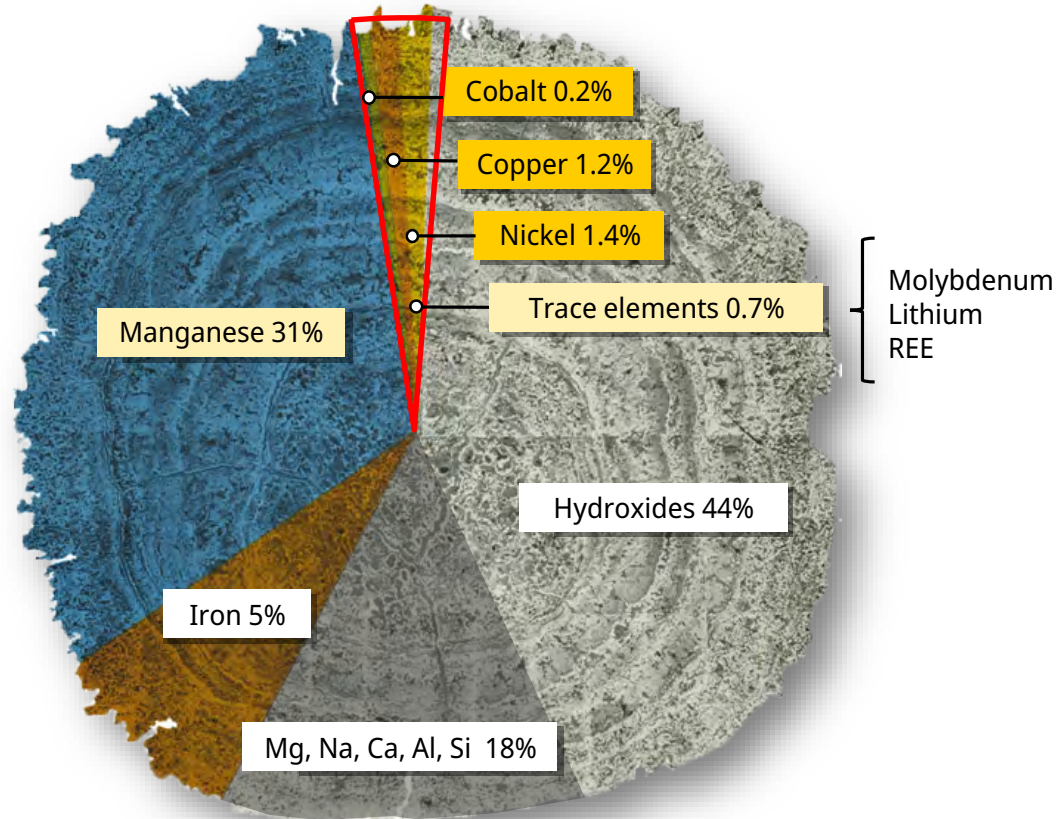 Cobalt 0.2%
Copper 1.2%
Nickel 1.4%
Trace elements 0.7%
Molybdenum
Lithium
REE
Manganese 31%
Hydroxides 44%
Iron 5%
Mg, Na, Ca, Al, Si 18%